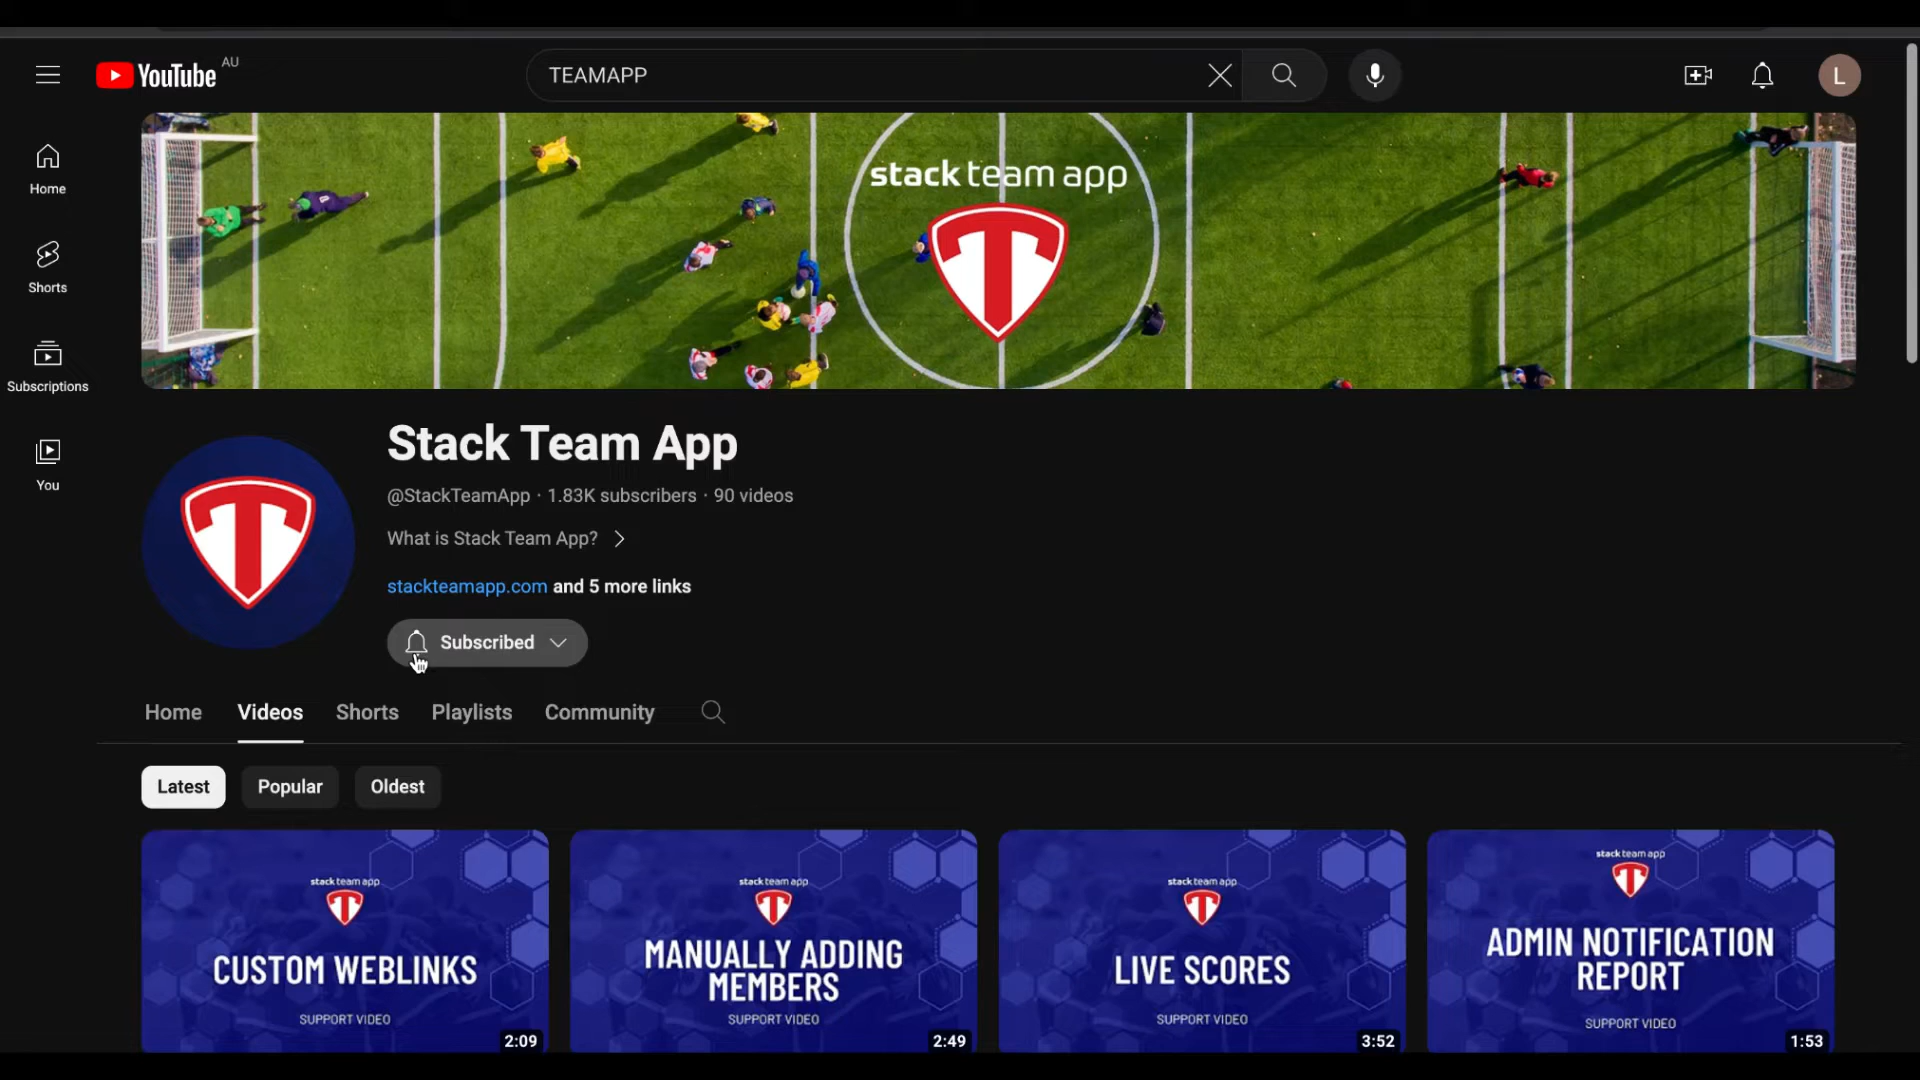 YouTube AU
TEAMAPP
L
Home
Shorts
Subscriptions
You
stack team app
Stack Team App
@StackTeamApp · 1.83K subscribers · 90 videos
What is Stack Team App?
stackteamapp.com and 5 more links
Subscribed
Home Videos Shorts Playlists Community
Latest Popular Oldest
stack team app
CUSTOM WEBLINKS
SUPPORT VIDEO
2:09
stack team app
MANUALLY ADDING
MEMBERS
SUPPORT VIDEO
2:49
stack team app
LIVE SCORES
SUPPORT VIDEO
3:52
stack team app
ADMIN NOTIFICATION
REPORT
SUPPORT VIDEO
1:53